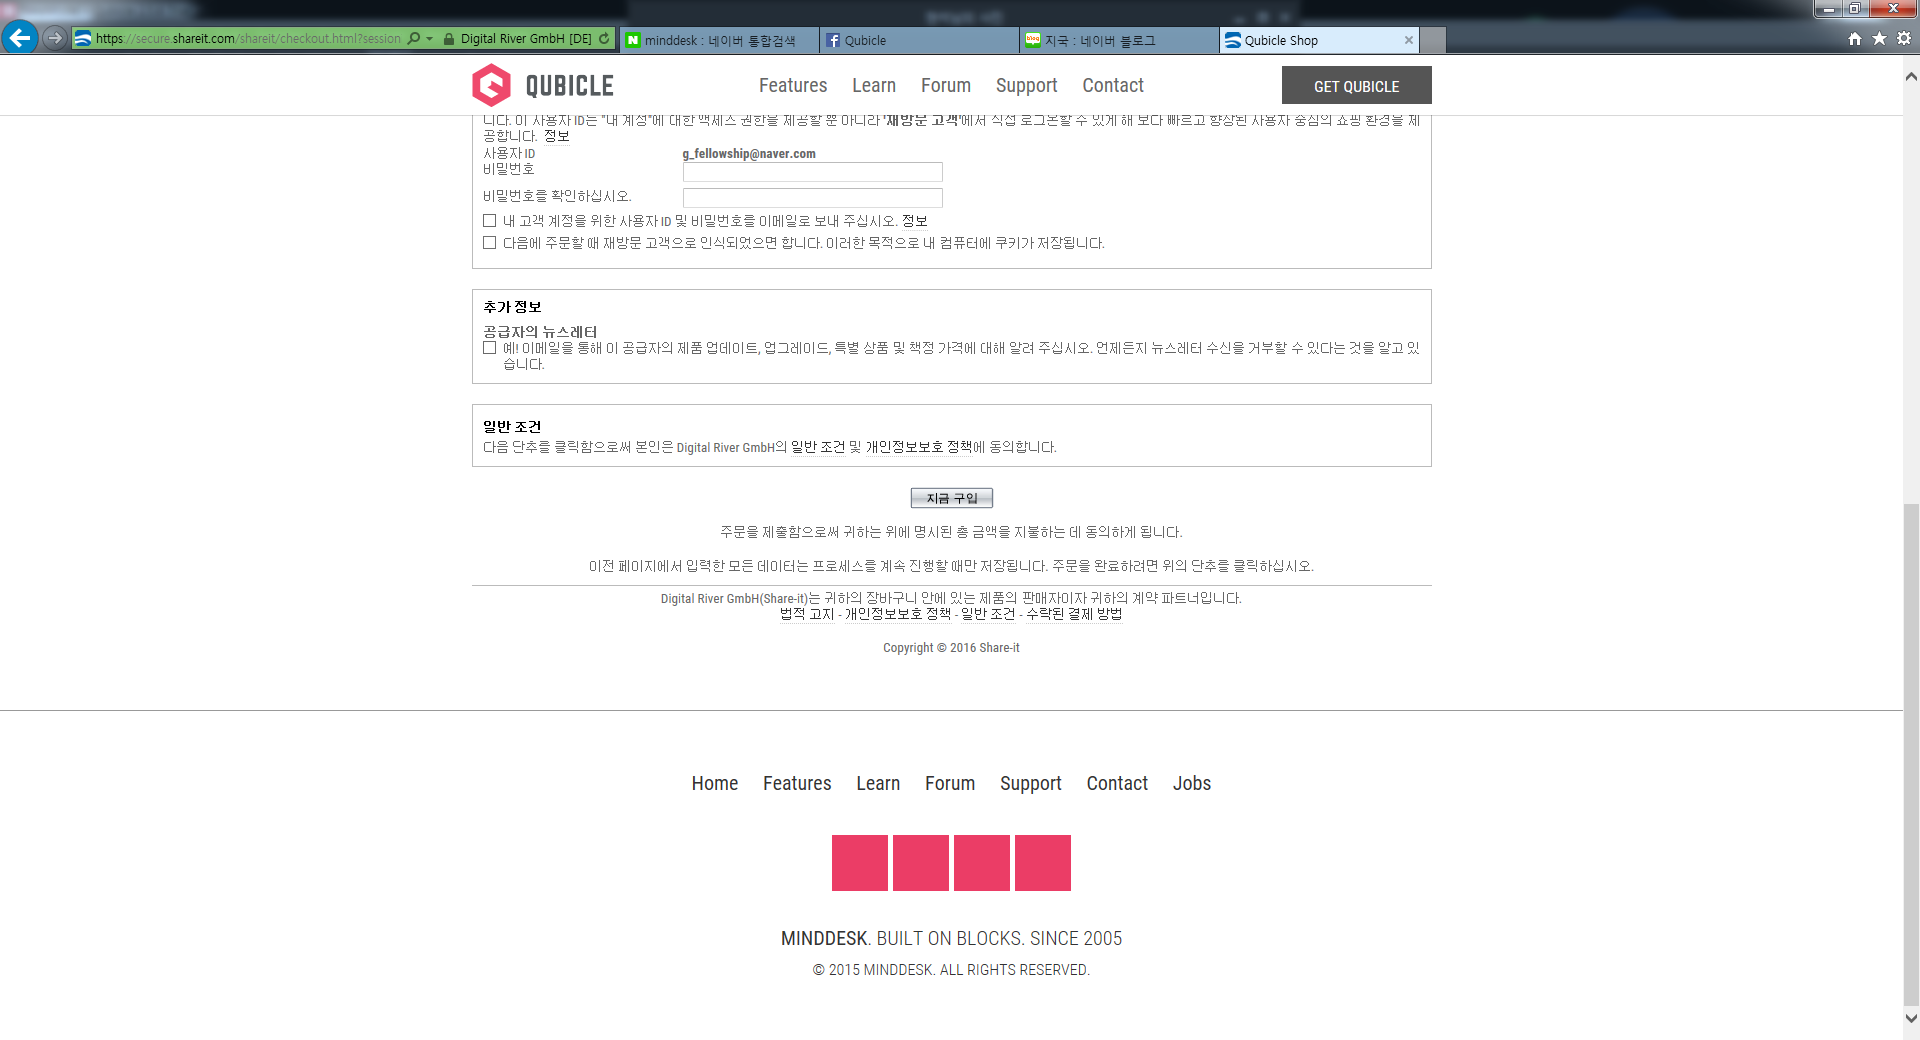 https://secure.shareit.com/shareit/checkout.html?session
Digital River GmbH [DE]
minddesk : 네이버 통합검색
Qubicle
지국 : 네이버 블로그
Qubicle Shop
QUBICLE
Features
Learn
Forum
Support
Contact
GET QUBICLE
니다. 이 사용자 ID는 "내 계정"에 대한 액세스 권한을 제공할 뿐 아니라 '재방문 고객'에서 직접 로그온할 수 있게 해 보다 빠르고 향상된 사용자 중심의 쇼핑 환경을 제
공합니다. 정보
사용자 ID
g_fellowship@naver.com
비밀번호
비밀번호를 확인하십시오.
내 고객 계정을 위한 사용자 ID 및 비밀번호를 이메일로 보내 주십시오. 정보
다음에 주문할 때 재방문 고객으로 인식되었으면 합니다. 이러한 목적으로 내 컴퓨터에 쿠키가 저장됩니다.
추가 정보
공급자의 뉴스레터
예! 이메일을 통해 이 공급자의 제품 업데이트, 업그레이드, 특별 상품 및 책정 가격에 대해 알려 주십시오. 언제든지 뉴스레터 수신을 거부할 수 있다는 것을 알고 있
습니다.
일반 조건
다음 단추를 클릭함으로써 본인은 Digital River GmbH의 일반 조건 및 개인정보보호 정책에 동의합니다.
지금 구입
주문을 제출함으로써 귀하는 위에 명시된 총 금액을 지불하는 데 동의하게 됩니다.
이전 페이지에서 입력한 모든 데이터는 프로세스를 계속 진행할 때만 저장됩니다. 주문을 완료하려면 위의 단추를 클릭하십시오.
Digital River GmbH(Share-it)는 귀하의 장바구니 안에 있는 제품의 판매자이자 귀하의 계약 파트너입니다.
법적 고지 - 개인정보보호 정책 - 일반 조건 - 수락된 결제 방법
Copyright © 2016 Share-it
Home
Features
Learn
Forum
Support
Contact
Jobs
MINDDESK. BUILT ON BLOCKS. SINCE 2005
© 2015 MINDDESK. ALL RIGHTS RESERVED.